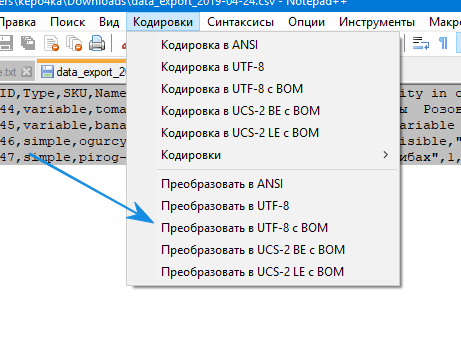 ers\kepo4ka\Downloads\data_export_2019-04-24.csv - Notepad++
Правка Поиск Вид Кодировки Синтаксисы Опции Инструменты Макросы
e.txt data_export_20
ID,Type,SKU,Name ity in c
44,variable,toma ы Розов
45,variable,bana ariable
46,simple,ogurcy isible,"
47,simple,pirog- ибах",1,
Кодировка в ANSI
Кодировка в UTF-8
Кодировка в UTF-8 с BOM
Кодировка в UCS-2 BE с BOM
Кодировка в UCS-2 LE с BOM
Кодировки
Преобразовать в ANSI
Преобразовать в UTF-8
Преобразовать в UTF-8 с BOM
Преобразовать в UCS-2 BE с BOM
Преобразовать в UCS-2 LE с BOM